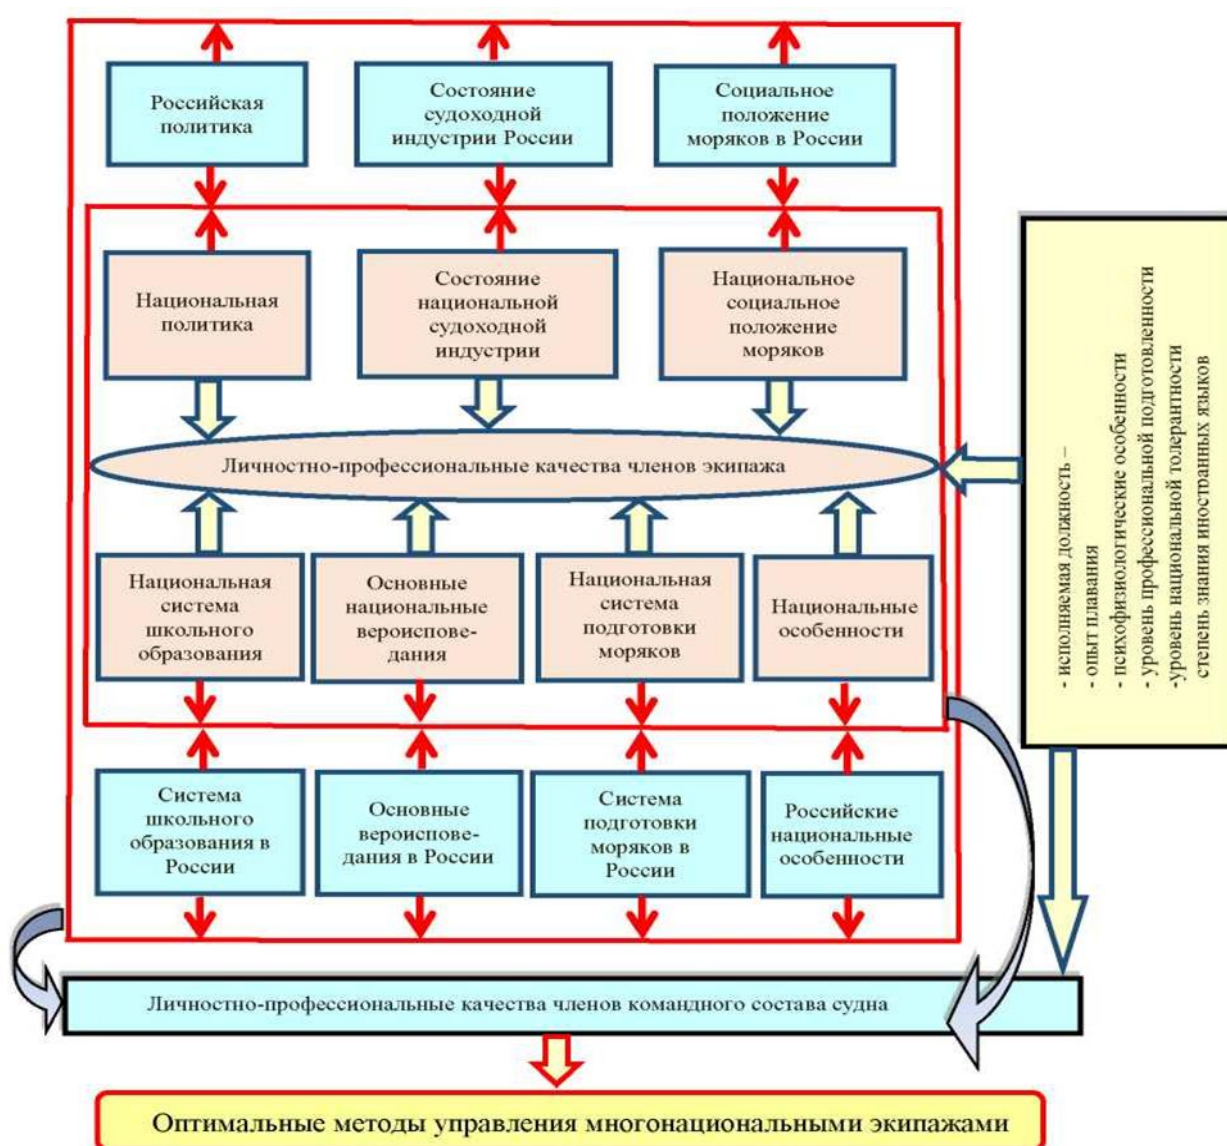 Российская
политика
Состояние
судоходной
индустрии России
Социальное
положение
моряков в России
Национальная
политика
Состояние
национальной
судоходной
индустрии
Национальное
социальное
положение
моряков
Личностно-профессиональные качества членов экипажа
Национальная
система
школьного
образования
Основные
национальные
вероиспове-
дания
Национальная
система
подготовки
моряков
Национальные
особенности
Система
школьного
образования в
России
Основные
вероиспове-
дания в России
Система
подготовки
моряков в
России
Российские
национальные
особенности
- исполняемая должность –
- опыт плавания
- психофизиологические особенности
- уровень профессиональной подготовленности
-уровень национальной толерантности
степень знания иностранных языков
Личностно-профессиональные качества членов командного состава судна
Оптимальные методы управления многонациональными экипажами